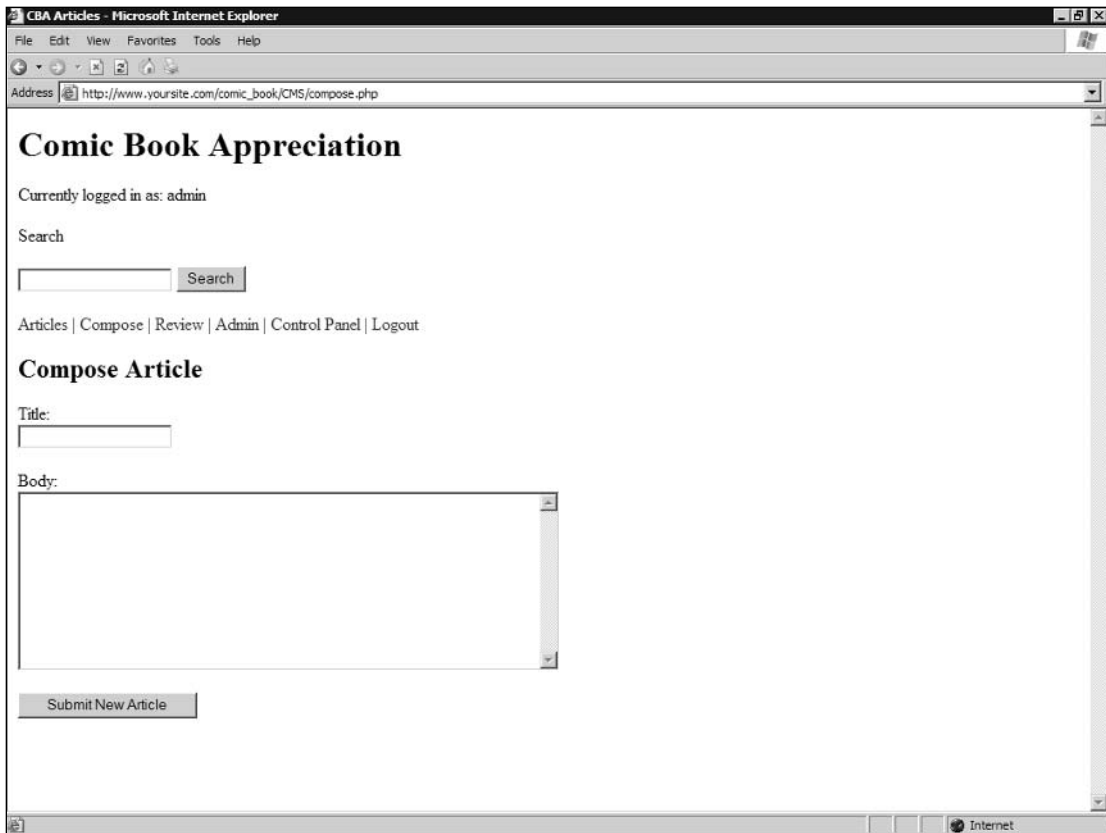 CBA Articles - Microsoft Internet Explorer
File Edit View Favorites Tools Help
Address http://www.yoursite.com/comic_book/CMS/compose.php
Comic Book Appreciation
Currently logged in as: admin
Search
Search
Articles | Compose | Review | Admin | Control Panel | Logout
Compose Article
Title:
Body:
Submit New Article
Internet